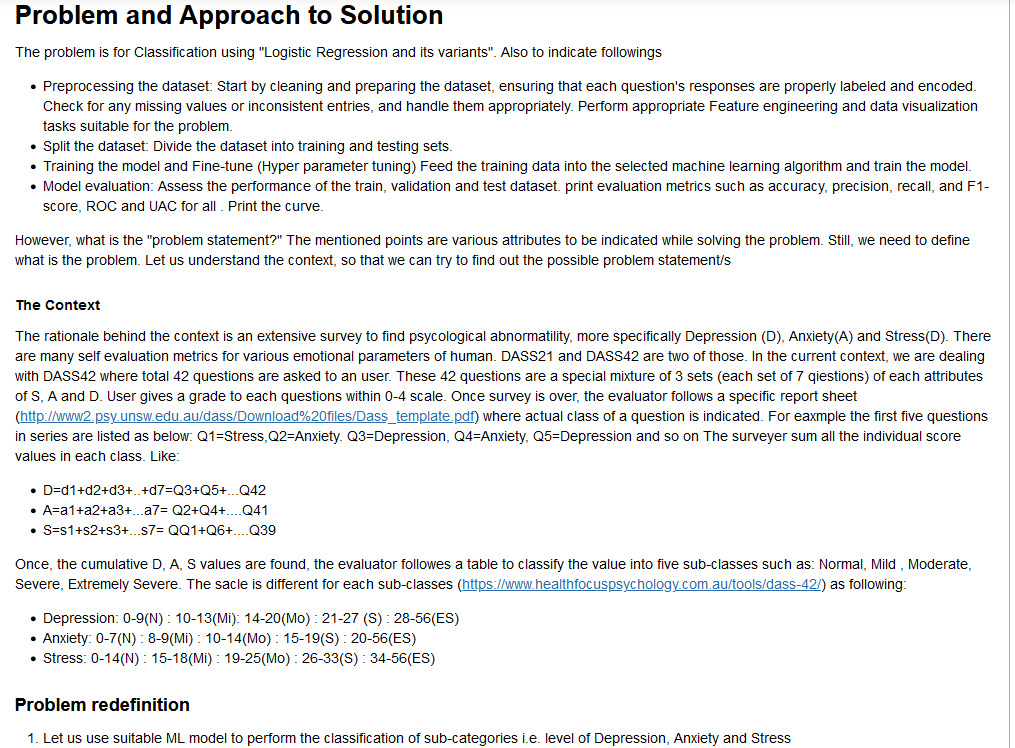 Problem and Approach to Solution
The problem is for Classification using "Logistic Regression and its variants". Also to indicate followings
• Preprocessing the dataset: Start by cleaning and preparing the dataset, ensuring that each question's responses are properly labeled and encoded.
Check for any missing values or inconsistent entries, and handle them appropriately. Perform appropriate Feature engineering and data visualization
tasks suitable for the problem.
• Split the dataset: Divide the dataset into training and testing sets.
• Training the model and Fine-tune (Hyper parameter tuning) Feed the training data into the selected machine learning algorithm and train the model.
• Model evaluation: Assess the performance of the train, validation and test dataset. print evaluation metrics such as accuracy, precision, recall, and F1-
score, ROC and UAC for all . Print the curve.
However, what is the "problem statement?" The mentioned points are various attributes to be indicated while solving the problem. Still, we need to define
what is the problem. Let us understand the context, so that we can try to find out the possible problem statement/s
The Context
The rationale behind the context is an extensive survey to find psycological abnormatility, more specifically Depression (D), Anxiety(A) and Stress(D). There
are many self evaluation metrics for various emotional parameters of human. DASS21 and DASS42 are two of those. In the current context, we are dealing
with DASS42 where total 42 questions are asked to an user. These 42 questions are a special mixture of 3 sets (each set of 7 qiestions) of each attributes
of S, A and D. User gives a grade to each questions within 0-4 scale. Once survey is over, the evaluator follows a specific report sheet
(http://www2.psy.unsw.edu.au/dass/Download%20files/Dass_template.pdf) where actual class of a question is indicated. For eaxmple the first five questions
in series are listed as below: Q1=Stress,Q2=Anxiety. Q3=Depression, Q4=Anxiety, Q5=Depression and so on The surveyer sum all the individual score
values in each class. Like:
• D=d1+d2+d3+..+d7=Q3+Q5+...Q42
• A=a1+a2+a3+...a7= Q2+Q4+....Q41
• S=s1+s2+s3+...s7= QQ1+Q6+....Q39
Once, the cumulative D, A, S values are found, the evaluator followes a table to classify the value into five sub-classes such as: Normal, Mild , Moderate,
Severe, Extremely Severe. The sacle is different for each sub-classes (https://www.healthfocuspsychology.com.au/tools/dass-42/) as following:
• Depression: 0-9(N) : 10-13(Mi): 14-20(Mo) : 21-27 (S) : 28-56(ES)
• Anxiety: 0-7(N) : 8-9(Mi) : 10-14(Mo) : 15-19(S) : 20-56(ES)
• Stress: 0-14(N) : 15-18(Mi) : 19-25(Mo) : 26-33(S) : 34-56(ES)
Problem redefinition
1. Let us use suitable ML model to perform the classification of sub-categories i.e. level of Depression, Anxiety and Stress